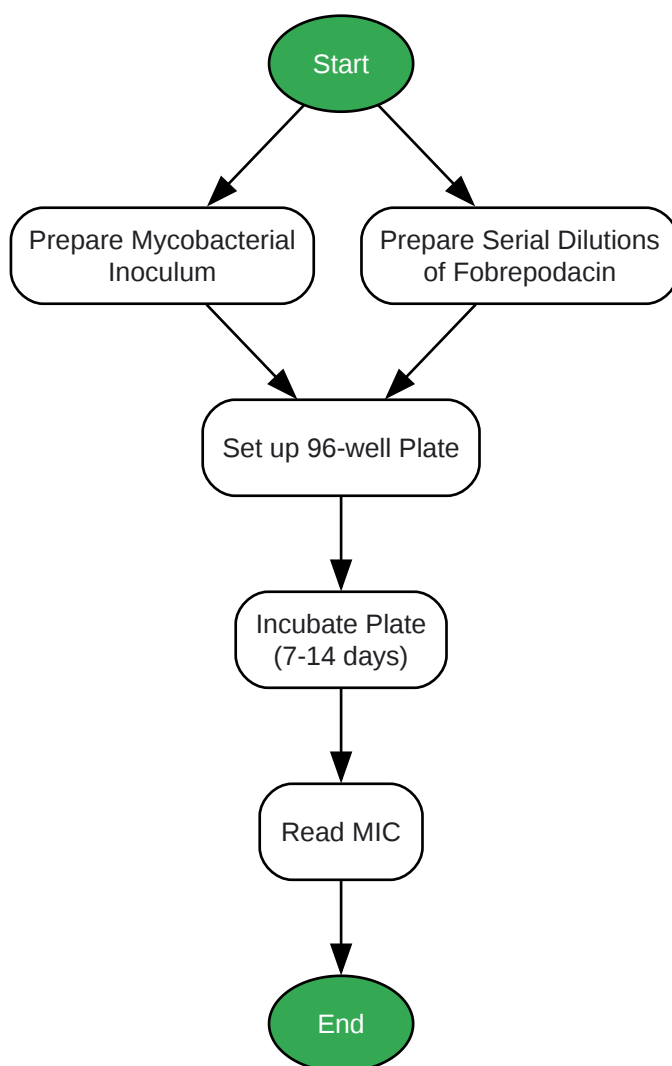 Start
Prepare Mycobacterial
Inoculum
Prepare Serial Dilutions
of Fobrepodacin
Set up 96-well Plate
Incubate Plate
(7-14 days)
Read MIC
End